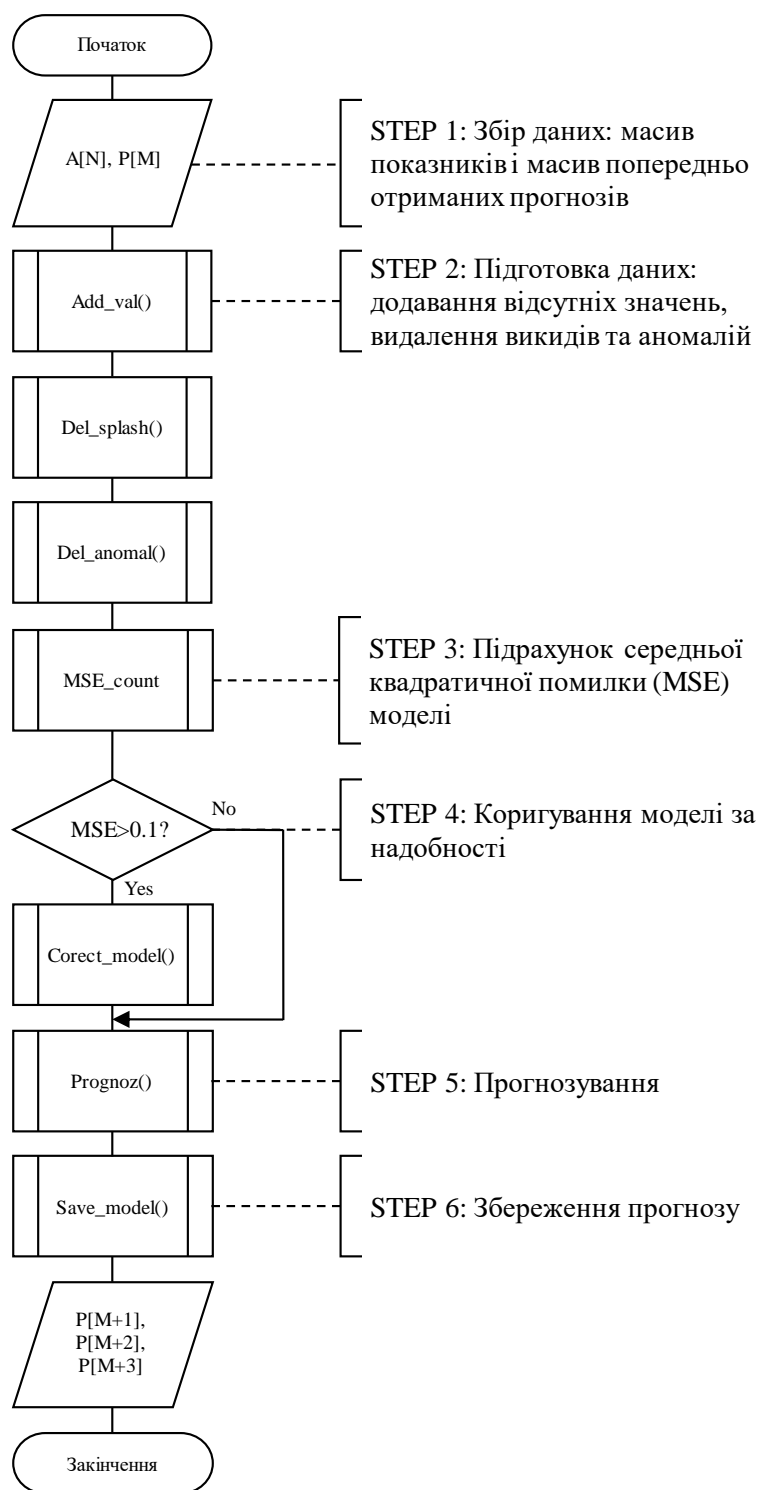 Початок
A[N], P[M]
STEP 1: Збір даних: масив
показників і масив попередньо
отриманих прогнозів
Add_val()
STEP 2: Підготовка даних:
додавання відсутніх значень,
видалення викидів та аномалій
Del_splash()
Del_anomal()
MSE_count
STEP 3: Підрахунок середньої
квадратичної помилки (MSE)
моделі
MSE>0.1?
No
Yes
STEP 4: Коригування моделі за
надобності
Corect_model()
Prognoz()
STEP 5: Прогнозування
Save_model()
STEP 6: Збереження прогнозу
P[M+1],
P[M+2],
P[M+3]
Закінчення